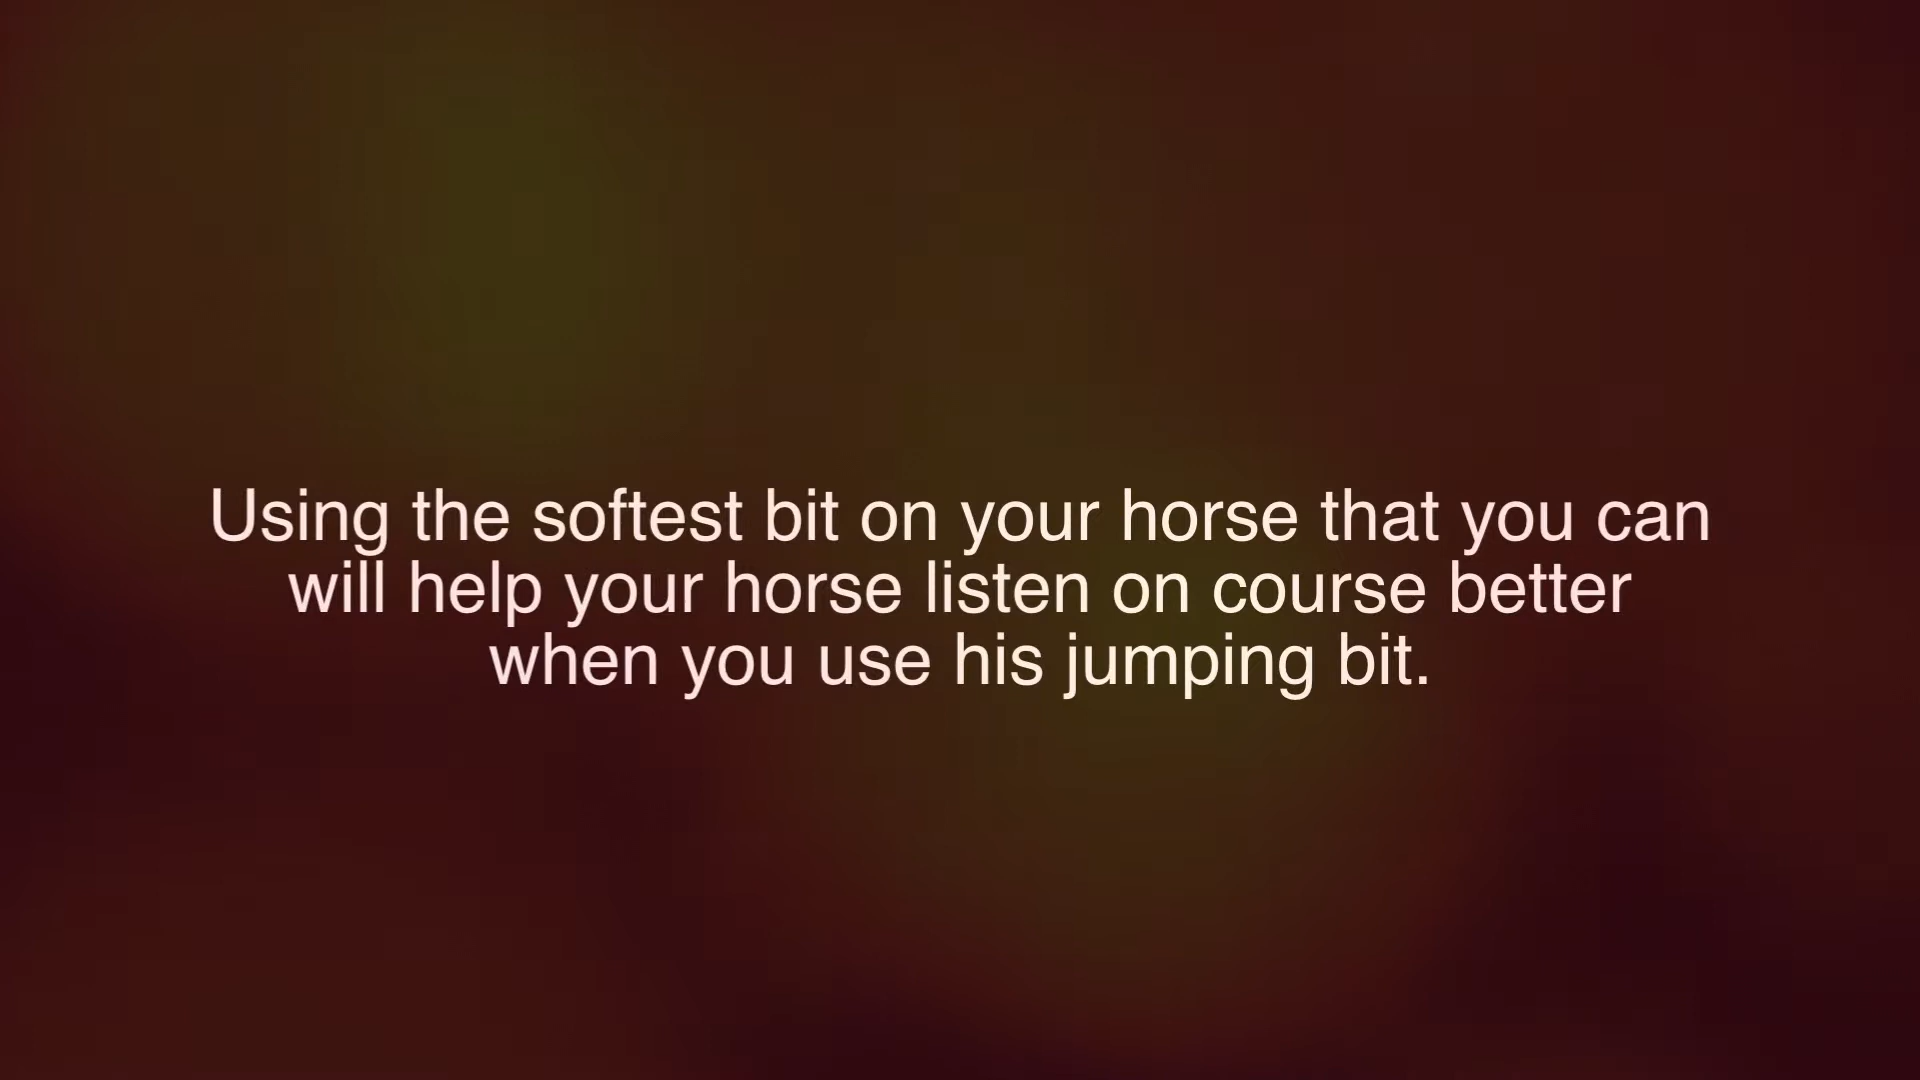 Using the softest bit on your horse that you can
will help your horse listen on course better
when you use his jumping bit.